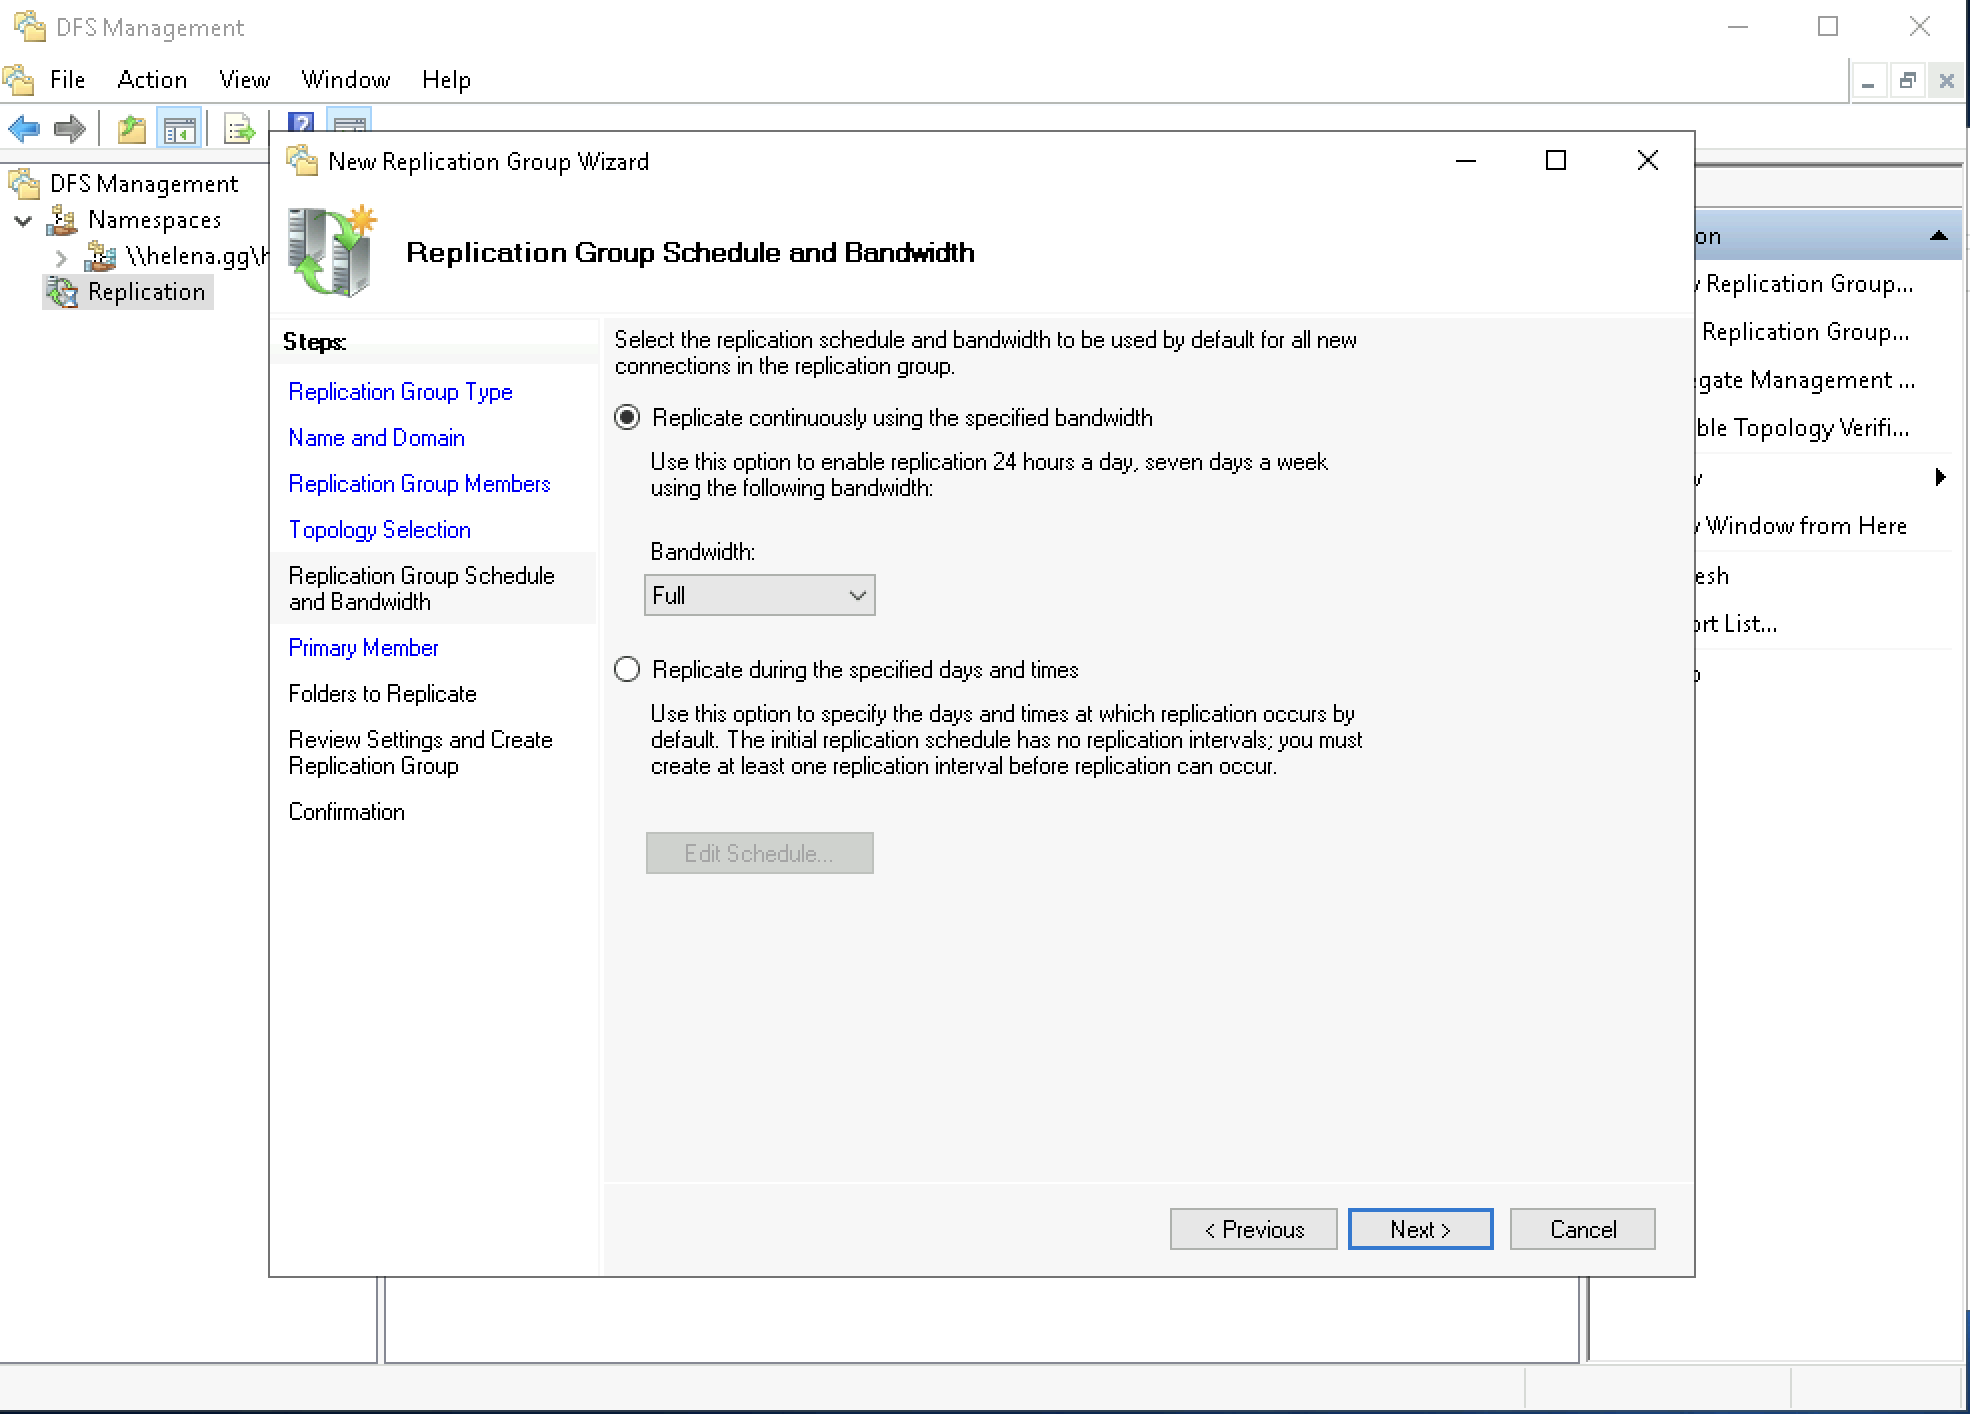 DFS Management
File Action View Window Help
DFS Management
Namespaces
\\helena.gg\h
Replication
New Replication Group Wizard
Replication Group Schedule and Bandwidth
Steps:
Replication Group Type
Name and Domain
Replication Group Members
Topology Selection
Replication Group Schedule
and Bandwidth
Primary Member
Folders to Replicate
Review Settings and Create
Replication Group
Confirmation
Select the replication schedule and bandwidth to be used by default for all new
connections in the replication group.
Replicate continuously using the specified bandwidth
Use this option to enable replication 24 hours a day, seven days a week
using the following bandwidth:
Bandwidth:
Full
Replicate during the specified days and times
Use this option to specify the days and times at which replication occurs by
default. The initial replication schedule has no replication intervals; you must
create at least one replication interval before replication can occur.
Edit Schedule...
< Previous
Next >
Cancel
on
Replication Group...
Replication Group...
gate Management ...
ble Topology Verifi...
Window from Here
esh
ort List...